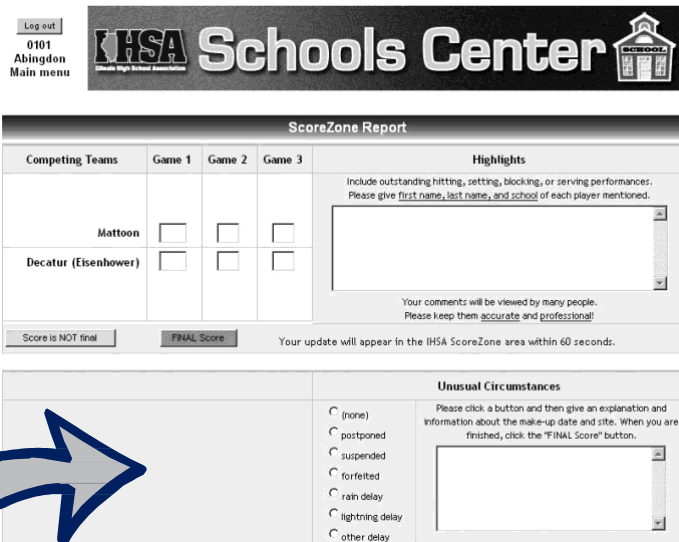 Log out
0101
Abingdon
Main menu
IHSA Schools Center
Illinois High School Association
SCHOOL
ScoreZone Report
Competing Teams Game 1 Game 2 Game 3 Highlights
Include outstanding hitting, setting, blocking, or serving performances.
Please give first name, last name, and school of each player mentioned.
Mattoon
Decatur (Eisenhower)
Your comments will be viewed by many people.
Please keep them accurate and professional!
Score is NOT final FINAL Score Your update will appear in the IHSA ScoreZone area within 60 seconds.
Unusual Circumstances
(none)
postponed
suspended
forfeited
rain delay
lightning delay
other delay
Please click a button and then give an explanation and
information about the make-up date and site. When you are
finished, click the "FINAL Score" button.